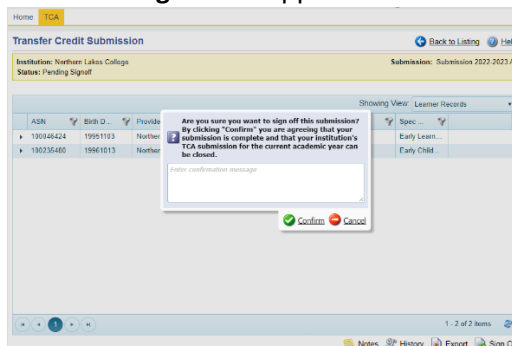 Home TCA
Transfer Credit Submission
Back to Listing
Institution: Northern Lakes College
Submission: Submission 2022-2023
Status: Pending Signoff
Showing View: Learner Records
ASN Birth D... Spec ...
100046424 19951103 Early Learn...
100235480 19961013 Early Child...
Are you sure you want to sign off this submission?
By clicking "Confirm" you are agreeing that your
submission is complete and that your institution's
TCA submission for the current academic year can
be closed.
Enter confirmation message
Confirm Cancel
1
1 - 2 of 2 items
Notes History Export Sign